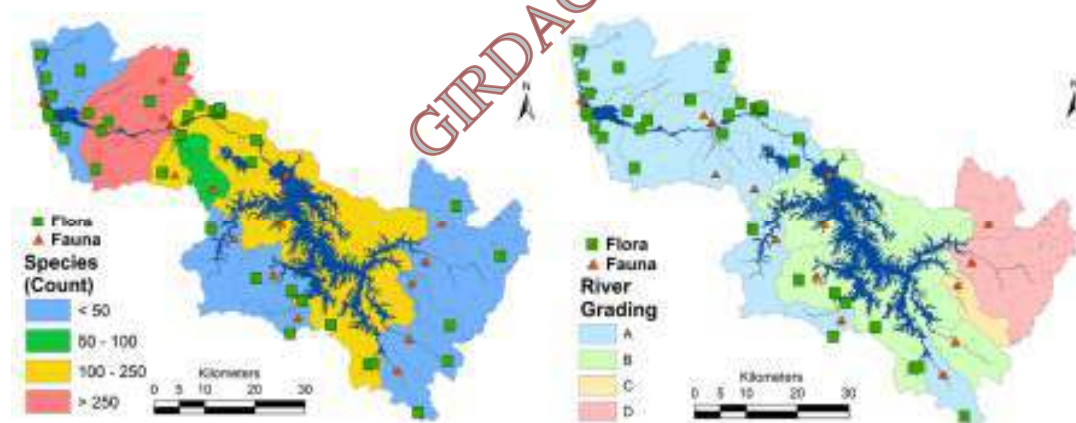 GIRDAC
N
Flora
Fauna
Species
(Count)
< 50
50 - 100
100 - 250
> 250
Kilometers
0 5 10 20 30
N
Flora
Fauna
River
Grading
A
B
C
D
Kilometers
0 5 10 20 30